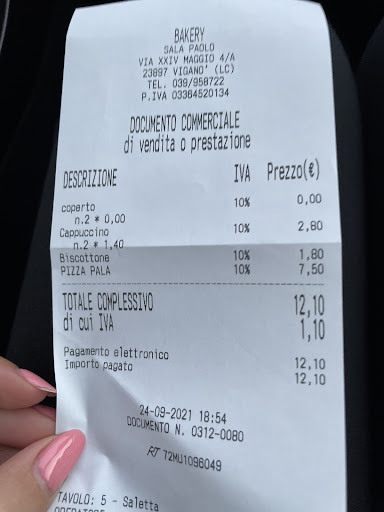 BAKERY
SALA PAOLO
VIA XXIV MAGGIO 4/A
23897 VIGANO' (LC)
TEL. 039/958722
P.IVA 03364520134
DOCUMENTO COMMERCIALE
di vendita o prestazione
DESCRIZIONE IVA Prezzo(€)
coperto 10% 0,00
n.2 * 0,00
Cappuccino 10% 2,80
n.2 * 1,40
Biscottone 10% 1,80
PIZZA PALA 10% 7,50
TOTALE COMPLESSIVO 12,10
di cui IVA 1,10
Pagamento elettronico 12,10
Importo pagato 12,10
24-09-2021 18:54
DOCUMENTO N. 0312-0080
RT 72MU1096049
TAVOLO: 5 - Saletta